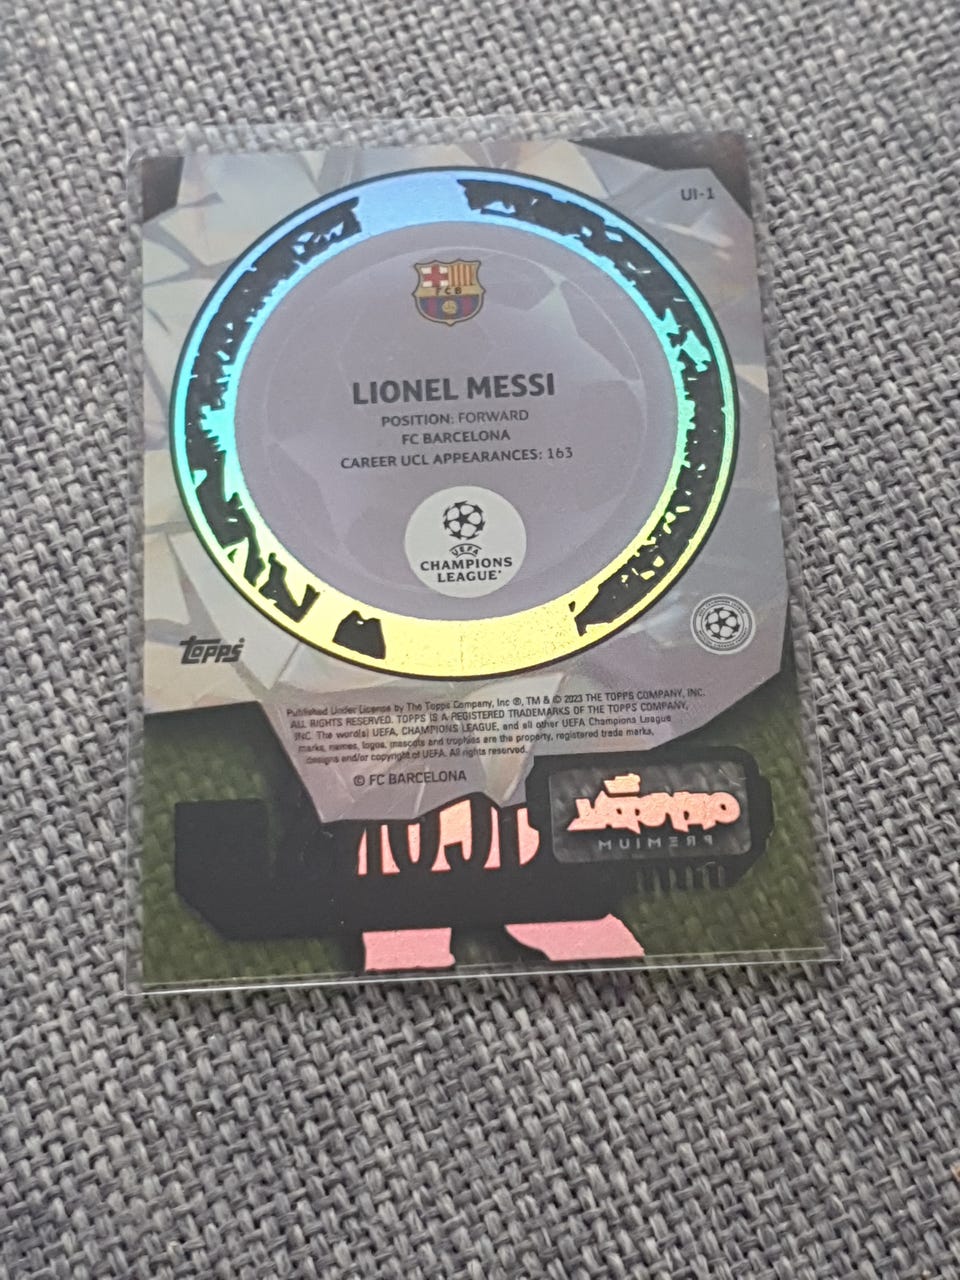 UI-1
FCB
LIONEL MESSI
POSITION: FORWARD
FC BARCELONA
CAREER UCL APPEARANCES: 163
UEFA
CHAMPIONS
LEAGUE®
TOPPS
Published Under License by The Topps Company, Inc ®, TM & © 2023 THE TOPPS COMPANY, INC.
ALL RIGHTS RESERVED. TOPPS IS A REGISTERED TRADEMARKS OF THE TOPPS COMPANY,
INC. The word(s) UEFA, CHAMPIONS LEAGUE, and all other UEFA Champions League
marks, names, logos, mascots and trophies are the property, registered trade marks,
designs and/or copyright of UEFA. All rights reserved.
© FC BARCELONA
PREMIUM